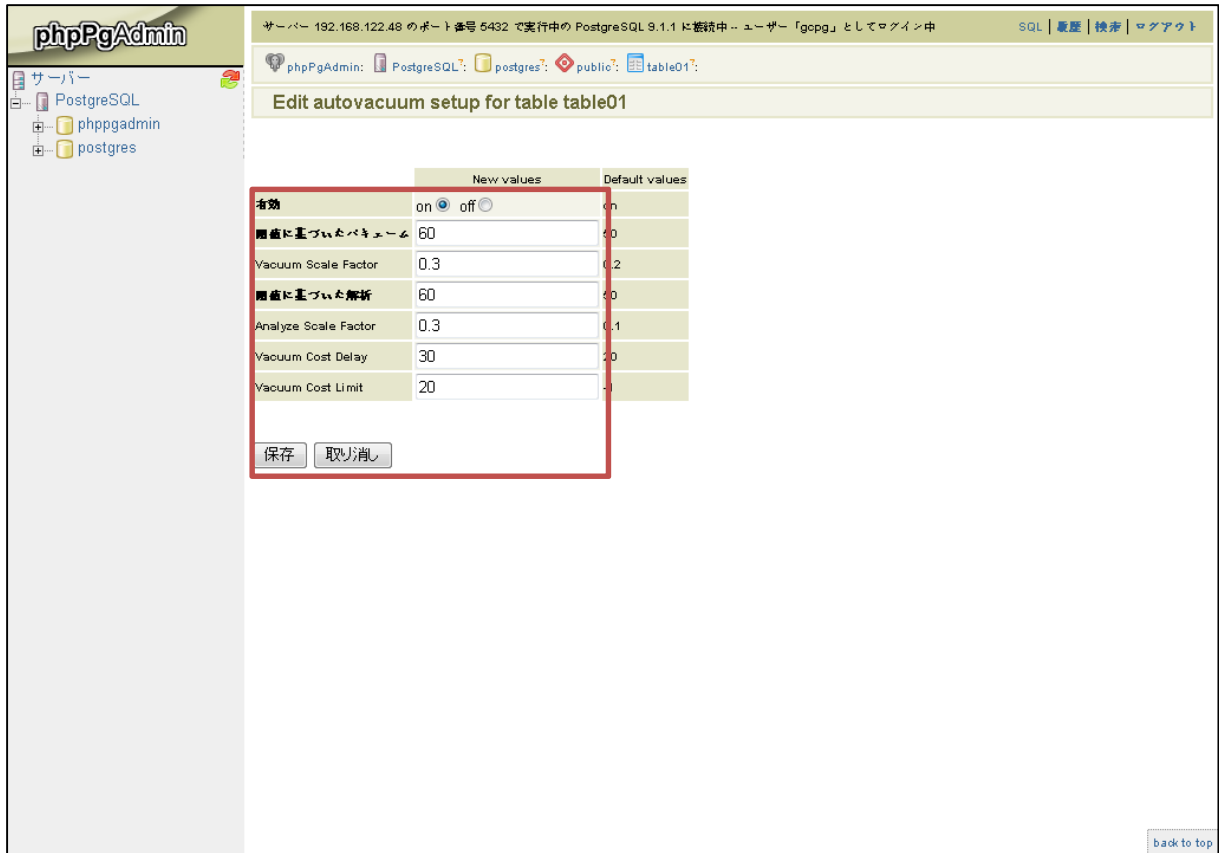 phpPgAdmin
サーバー 192.168.122.48 のポート番号 5432 で実行中の PostgreSQL 9.1.1 に接続中 -- ユーザー「gopg」としてログイン中
SQL | 履歴 | 検索 | ログアウト
phpPgAdmin: PostgreSQL?: postgres?: public?: table01?:
サーバー
PostgreSQL
phppgadmin
postgres
Edit autovacuum setup for table table01
New values Default values
有効 on off on
閾値に基づいたバキューム 60 50
Vacuum Scale Factor 0.3 0.2
閾値に基づいた解析 60 50
Analyze Scale Factor 0.3 0.1
Vacuum Cost Delay 30 20
Vacuum Cost Limit 20 -1
保存 取り消し
back to top